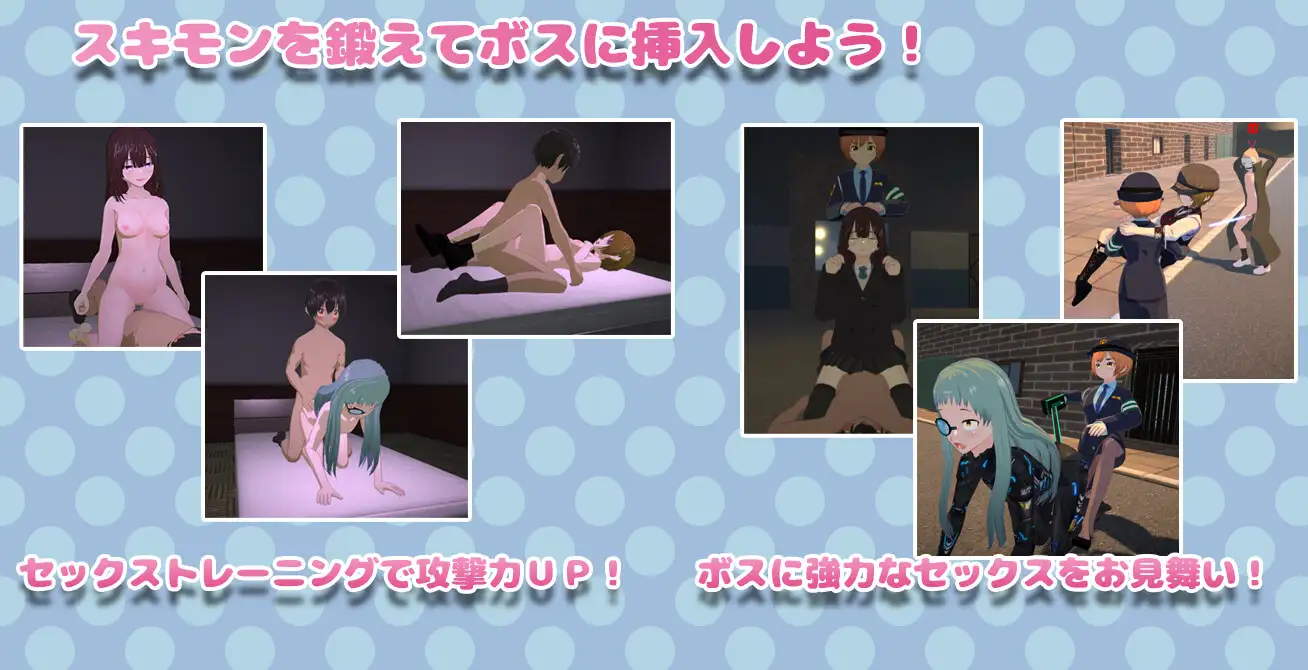 スキモンを鍛えてボスに挿入しよう！
セックストレーニングで攻撃力ＵＰ！
ボスに強力なセックスをお見舞い！